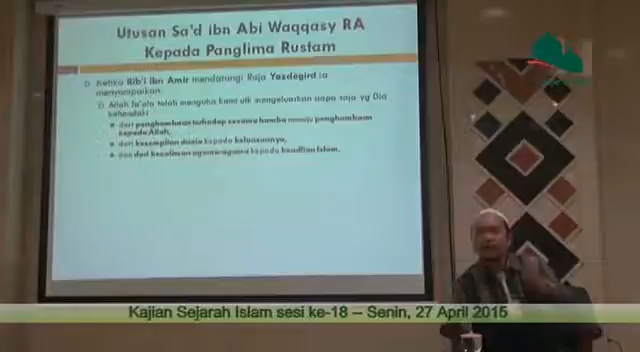 Utusan Sa'd ibn Abi Waqqasy RA
Kepada Panglima Rustam
Ketika Rib'i ibn Amir mendatangi Raja Yazdegird ia
menyampaikan:
Allah Ta'ala telah mengutus kami utk mengeluarkan siapa saja yg Dia
kehendaki
dari penghambaan terhadap sesama hamba menuju penghambaan
kepada Allah,
dari kesempitan dunia kepada keluasannya,
dan dari kezaliman agama-agama kepada keadilan Islam.
Kajian Sejarah Islam sesi ke-18 – Senin, 27 April 2015